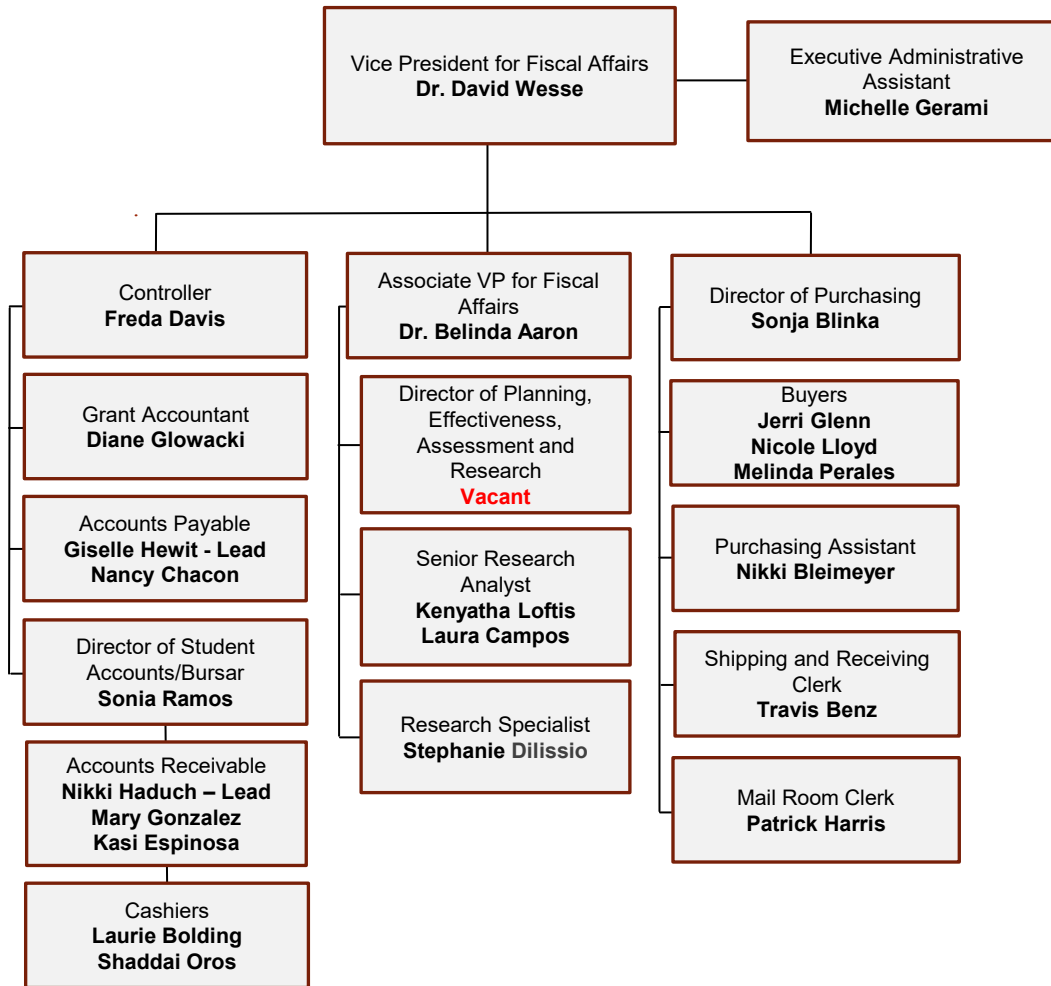 Vice President for Fiscal Affairs
Dr. David Wesse
Executive Administrative
Assistant
Michelle Gerami
Controller
Freda Davis
Grant Accountant
Diane Glowacki
Accounts Payable
Giselle Hewit - Lead
Nancy Chacon
Director of Student
Accounts/Bursar
Sonia Ramos
Accounts Receivable
Nikki Haduch – Lead
Mary Gonzalez
Kasi Espinosa
Cashiers
Laurie Bolding
Shaddai Oros
Associate VP for Fiscal
Affairs
Dr. Belinda Aaron
Director of Planning,
Effectiveness,
Assessment and
Research
Vacant
Senior Research
Analyst
Kenyatha Loftis
Laura Campos
Research Specialist
Stephanie Dilissio
Director of Purchasing
Sonja Blinka
Buyers
Jerri Glenn
Nicole Lloyd
Melinda Perales
Purchasing Assistant
Nikki Bleimeyer
Shipping and Receiving
Clerk
Travis Benz
Mail Room Clerk
Patrick Harris